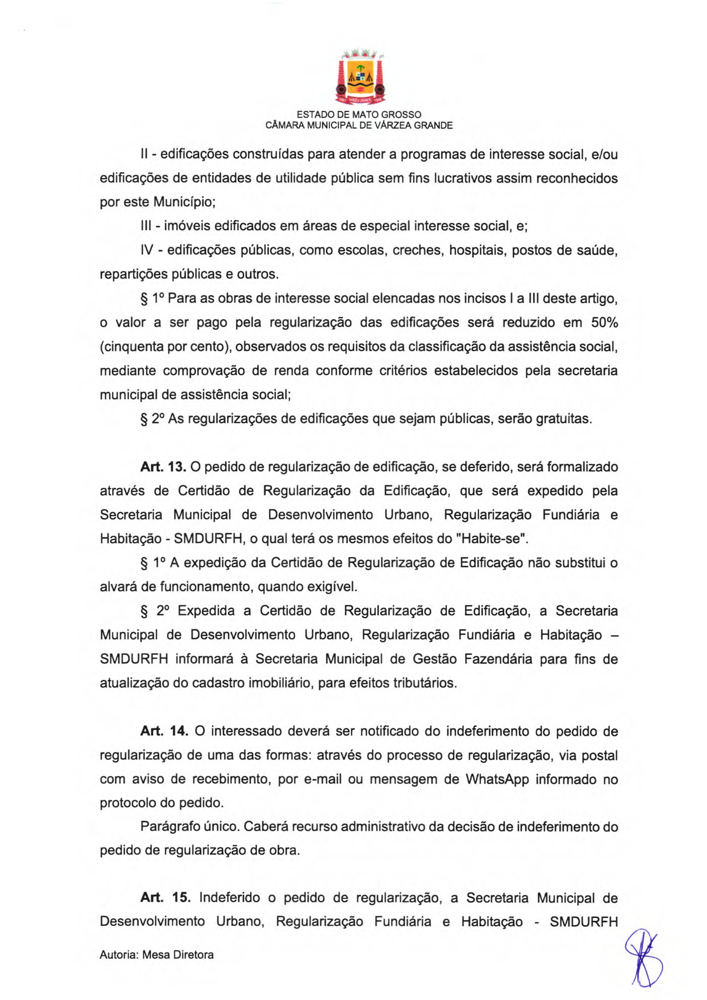 VÁRZEA GRANDE
ESTADO DE MATO GROSSO
CÂMARA MUNICIPAL DE VÁRZEA GRANDE
II - edificações construídas para atender a programas de interesse social, e/ou
edificações de entidades de utilidade pública sem fins lucrativos assim reconhecidos
por este Município;
III - imóveis edificados em áreas de especial interesse social, e;
IV - edificações públicas, como escolas, creches, hospitais, postos de saúde,
repartições públicas e outros.
§ 1º Para as obras de interesse social elencadas nos incisos I a III deste artigo,
o valor a ser pago pela regularização das edificações será reduzido em 50%
(cinquenta por cento), observados os requisitos da classificação da assistência social,
mediante comprovação de renda conforme critérios estabelecidos pela secretaria
municipal de assistência social;
§ 2º As regularizações de edificações que sejam públicas, serão gratuitas.
Art. 13. O pedido de regularização de edificação, se deferido, será formalizado
através de Certidão de Regularização da Edificação, que será expedido pela
Secretaria Municipal de Desenvolvimento Urbano, Regularização Fundiária e
Habitação - SMDURFH, o qual terá os mesmos efeitos do "Habite-se".
§ 1º A expedição da Certidão de Regularização de Edificação não substitui o
alvará de funcionamento, quando exigível.
§ 2º Expedida a Certidão de Regularização de Edificação, a Secretaria
Municipal de Desenvolvimento Urbano, Regularização Fundiária e Habitação –
SMDURFH informará à Secretaria Municipal de Gestão Fazendária para fins de
atualização do cadastro imobiliário, para efeitos tributários.
Art. 14. O interessado deverá ser notificado do indeferimento do pedido de
regularização de uma das formas: através do processo de regularização, via postal
com aviso de recebimento, por e-mail ou mensagem de WhatsApp informado no
protocolo do pedido.
Parágrafo único. Caberá recurso administrativo da decisão de indeferimento do
pedido de regularização de obra.
Art. 15. Indeferido o pedido de regularização, a Secretaria Municipal de
Desenvolvimento Urbano, Regularização Fundiária e Habitação - SMDURFH
Autoria: Mesa Diretora